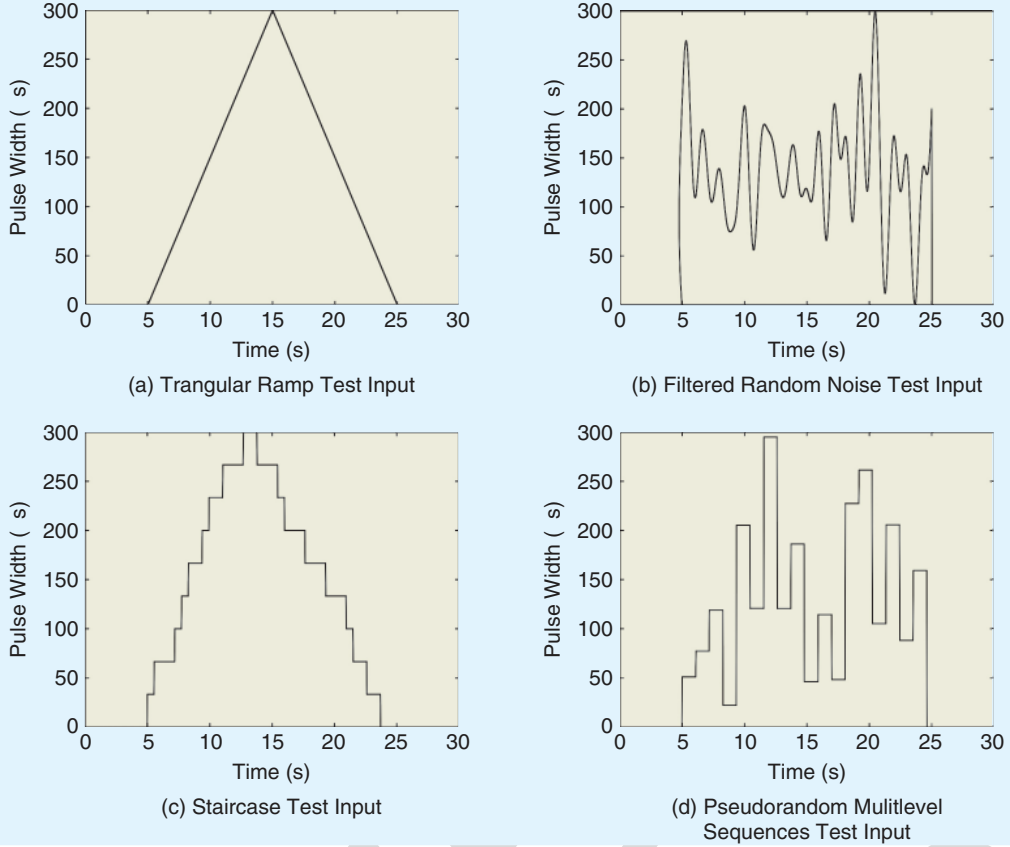 300
250
200
150
100
50
0
Pulse Width ( s)
0 5 10 15 20 25 30
Time (s)
(a) Trangular Ramp Test Input
300
250
200
150
100
50
0
Pulse Width ( s)
0 5 10 15 20 25 30
Time (s)
(b) Filtered Random Noise Test Input
300
250
200
150
100
50
0
Pulse Width ( s)
0 5 10 15 20 25 30
Time (s)
(c) Staircase Test Input
300
250
200
150
100
50
0
Pulse Width ( s)
0 5 10 15 20 25 30
Time (s)
(d) Pseudorandom Mulitlevel
Sequences Test Input